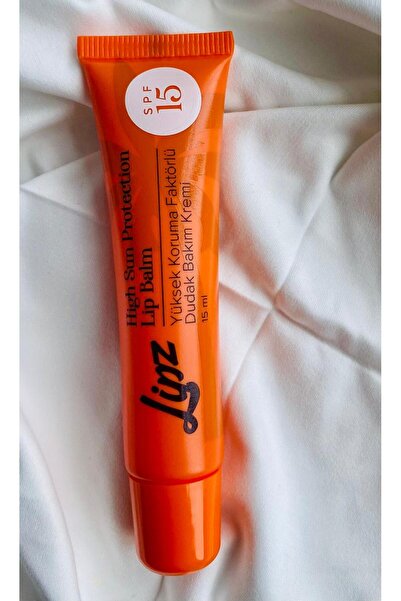 SPF
15
High Sun Protection
Lip Balm
Yüksek Koruma Faktörlü
Dudak Bakım Kremi
15 ml
Lipz